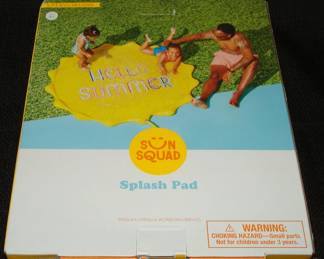 HELLO
SUMMER
SUN
SQUAD
Splash Pad
WARNING:
CHOKING HAZARD—Small parts.
Not for children under 3 years.